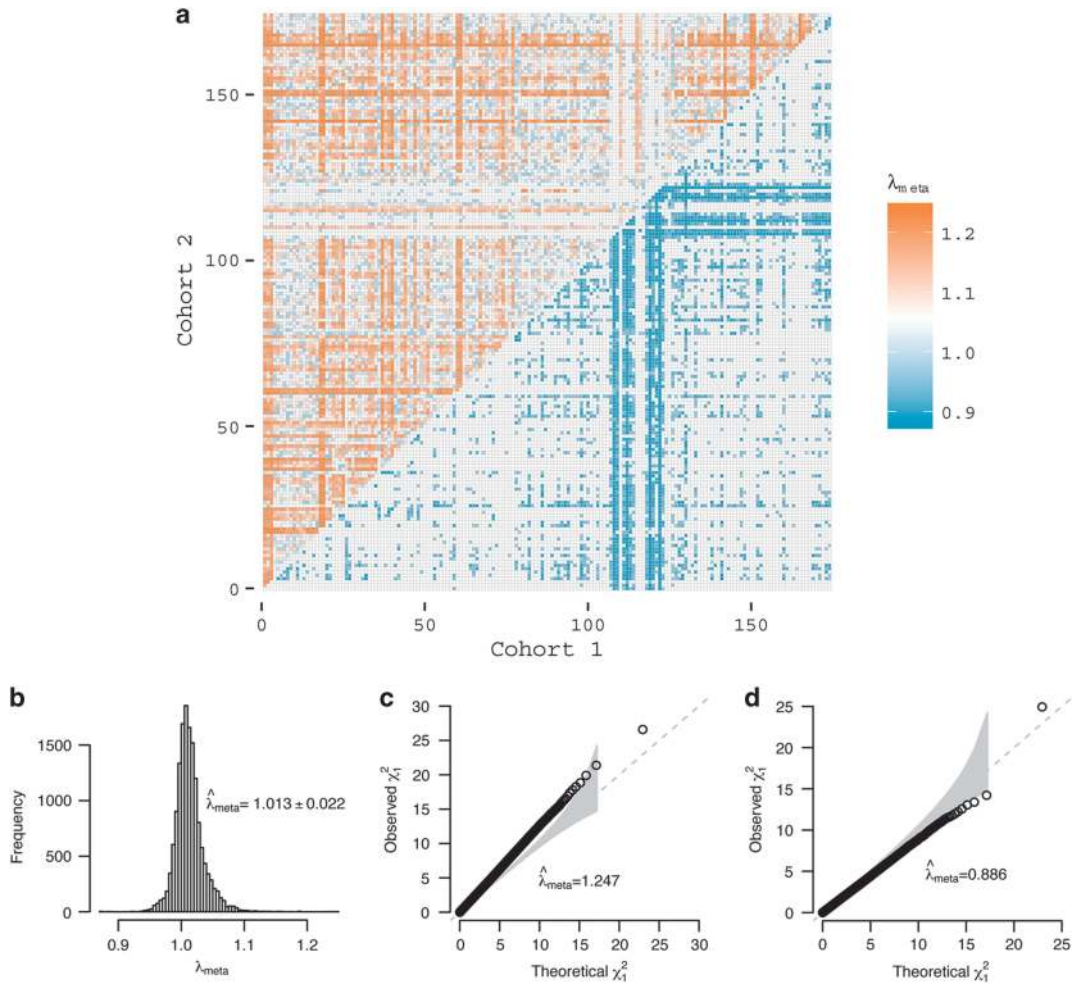 a
150
100
50
0
Cohort 2
0 50 100 150
Cohort 1
λmeta
1.2
1.1
1.0
0.9
b
1500
1000
500
0
Frequency
λ̂meta= 1.013 ± 0.022
0.9 1.0 1.1 1.2
λmeta
c
30
25
20
15
10
5
0
Observed χ²₁
λ̂meta=1.247
0 5 10 15 20 25 30
Theoretical χ²₁
d
25
20
15
10
5
0
Observed χ²₁
λ̂meta=0.886
0 5 10 15 20 25
Theoretical χ²₁